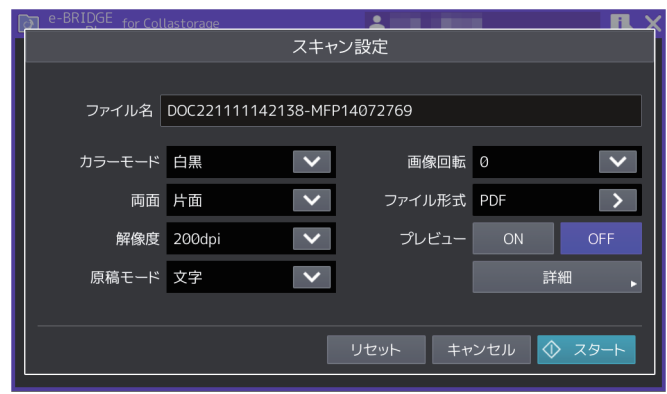 e-BRIDGE for Collastorage
スキャン設定
ファイル名 DOC221111142138-MFP14072769
カラーモード 白黒 画像回転 0
両面 片面 ファイル形式 PDF
解像度 200dpi プレビュー ON OFF
原稿モード 文字 詳細
リセット キャンセル スタート